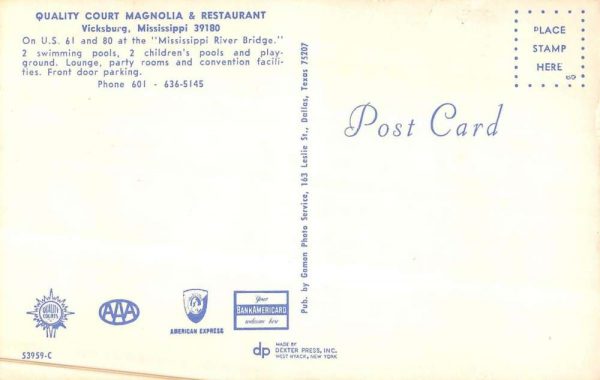 QUALITY COURT MAGNOLIA & RESTAURANT
Vicksburg, Mississippi 39180
On U.S. 61 and 80 at the "Mississippi River Bridge."
2 swimming pools, 2 children's pools and play-
ground. Lounge, party rooms and convention facili-
ties. Front door parking.
Phone 601 - 636-5145
PLACE
STAMP
HERE
Post Card
Pub. by Gamon Photo Service, 163 Leslie St., Dallas, Texas 75207
QUALITY
COURTS
AAA
AMERICAN EXPRESS
Your
BANKAMERICARD
welcome here
53959-C
dp
MADE BY
DEXTER PRESS, INC.
WEST NYACK, NEW YORK